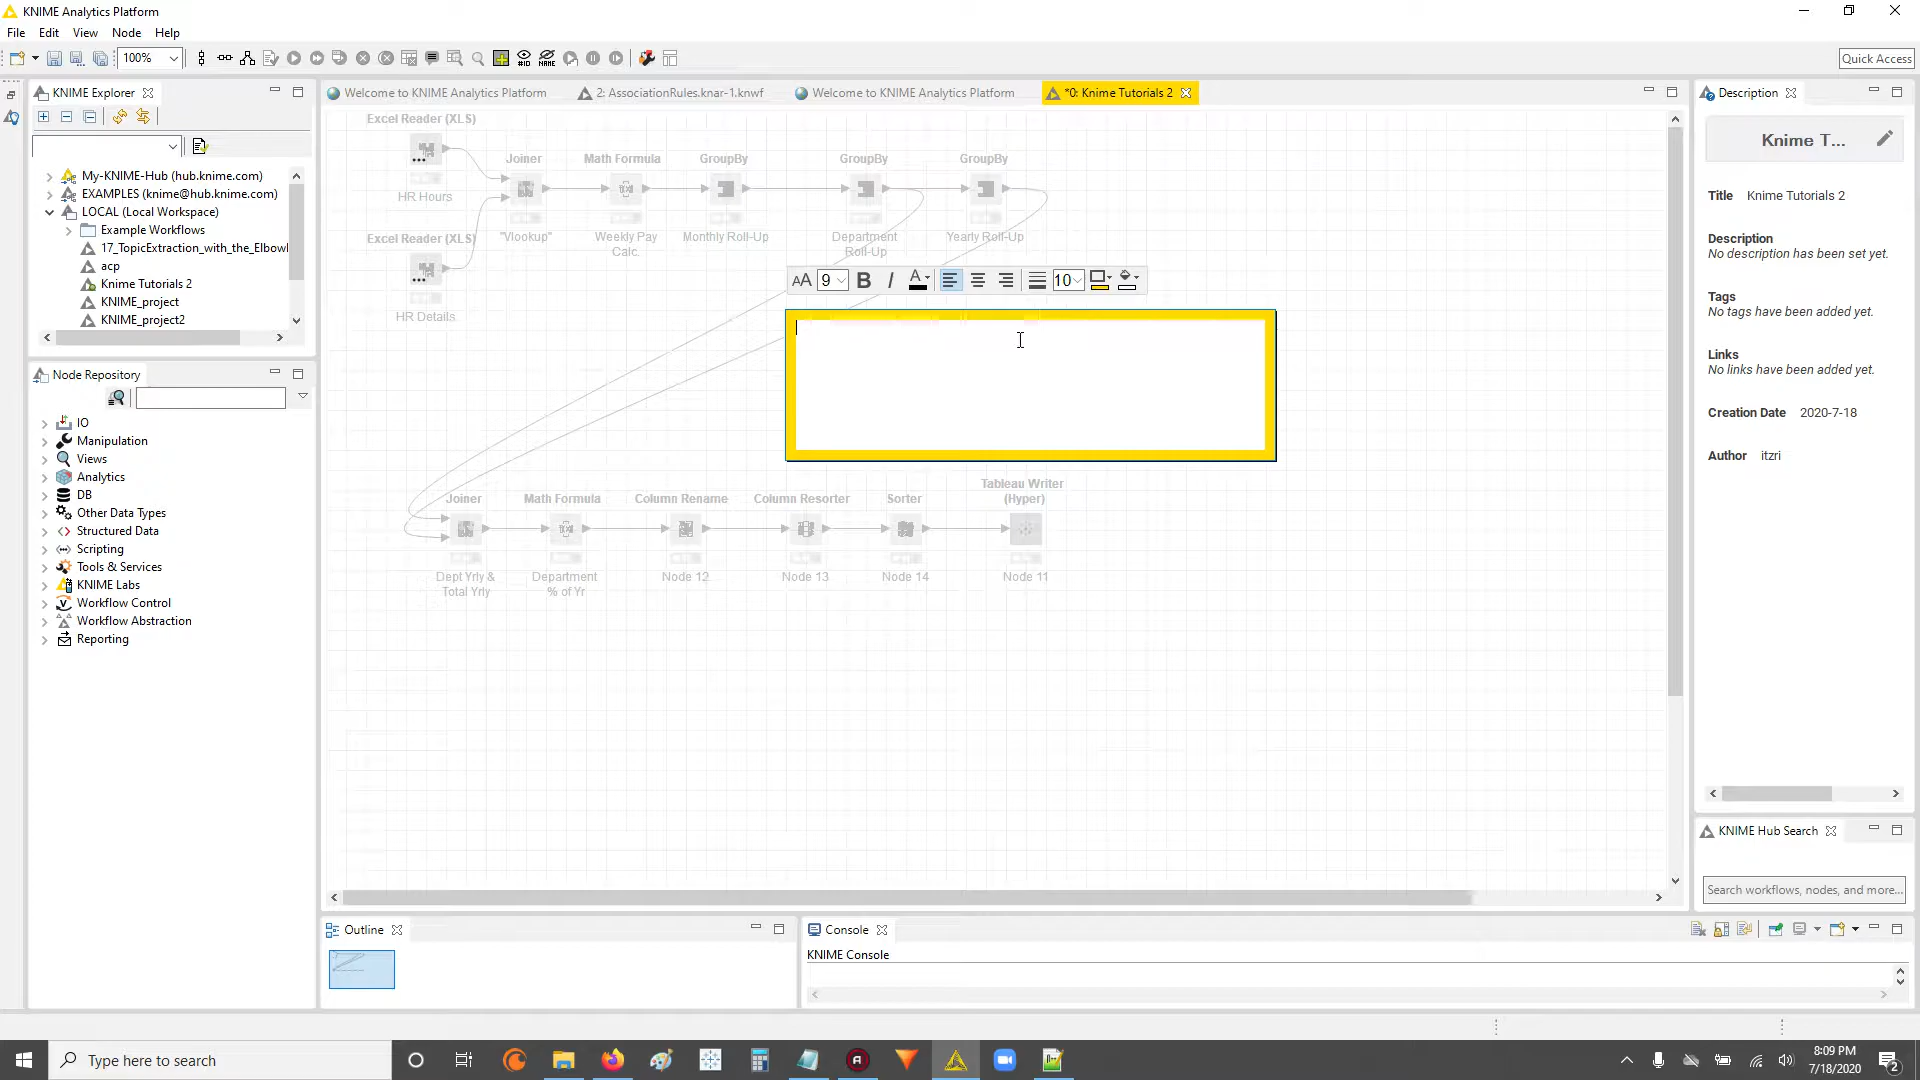 KNIME Analytics Platform
File Edit View Node Help
100%
Quick Access
KNIME Explorer
My-KNIME-Hub (hub.knime.com)
EXAMPLES (knime@hub.knime.com)
LOCAL (Local Workspace)
Example Workflows
17_TopicExtraction_with_the_Elbow
acp
Knime Tutorials 2
KNIME_project
KNIME_project2
Node Repository
IO
Manipulation
Views
Analytics
DB
Other Data Types
Structured Data
Scripting
Tools & Services
KNIME Labs
Workflow Control
Workflow Abstraction
Reporting
Welcome to KNIME Analytics Platform
2: AssociationRules.knar-1.knwf
Welcome to KNIME Analytics Platform
*0: Knime Tutorials 2
Excel Reader (XLS)
HR Hours
Excel Reader (XLS)
HR Details
Joiner
"Vlookup"
Math Formula
Weekly Pay
Calc.
GroupBy
Monthly Roll-Up
GroupBy
Department
Roll-Up
GroupBy
Yearly Roll-Up
AA 9 B I A 10
Joiner
Dept Yrly &
Total Yrly
Math Formula
Department
% of Yr
Column Rename
Node 12
Column Resorter
Node 13
Sorter
Node 14
Tableau Writer
(Hyper)
Node 11
Outline
Console
KNIME Console
Description
Knime T...
Title Knime Tutorials 2
Description
No description has been set yet.
Tags
No tags have been added yet.
Links
No links have been added yet.
Creation Date 2020-7-18
Author itzri
KNIME Hub Search
Search workflows, nodes, and more...
Type here to search
8:09 PM
7/18/2020
2